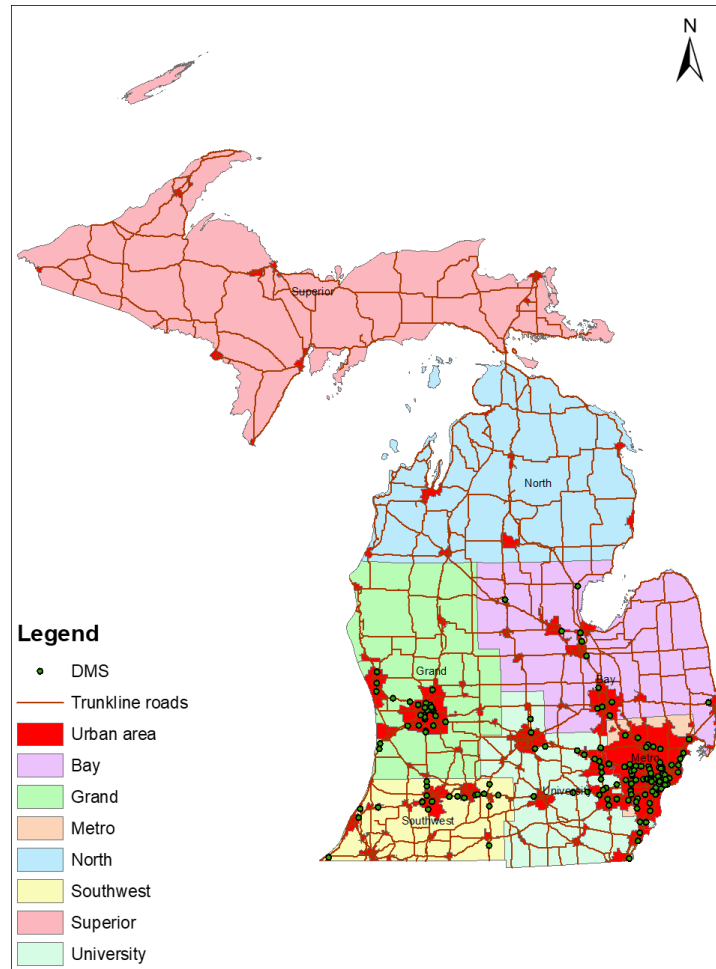 N
Superior
North
Grand
Bay
Metro
University
Southwest
Legend
DMS
Trunkline roads
Urban area
Bay
Grand
Metro
North
Southwest
Superior
University